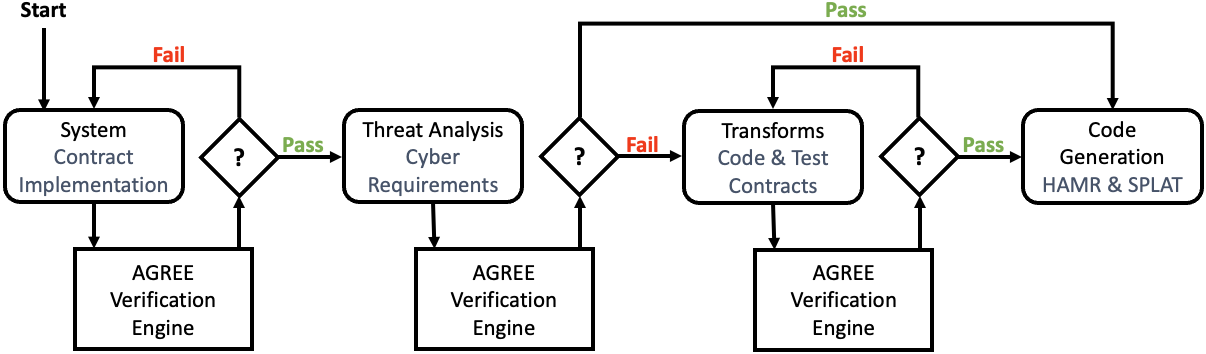 Start
Pass
Fail
Fail
System
Contract
Implementation
?
Pass
Threat Analysis
Cyber
Requirements
?
Fail
Transforms
Code & Test
Contracts
?
Pass
Code
Generation
HAMR & SPLAT
AGREE
Verification
Engine
AGREE
Verification
Engine
AGREE
Verification
Engine